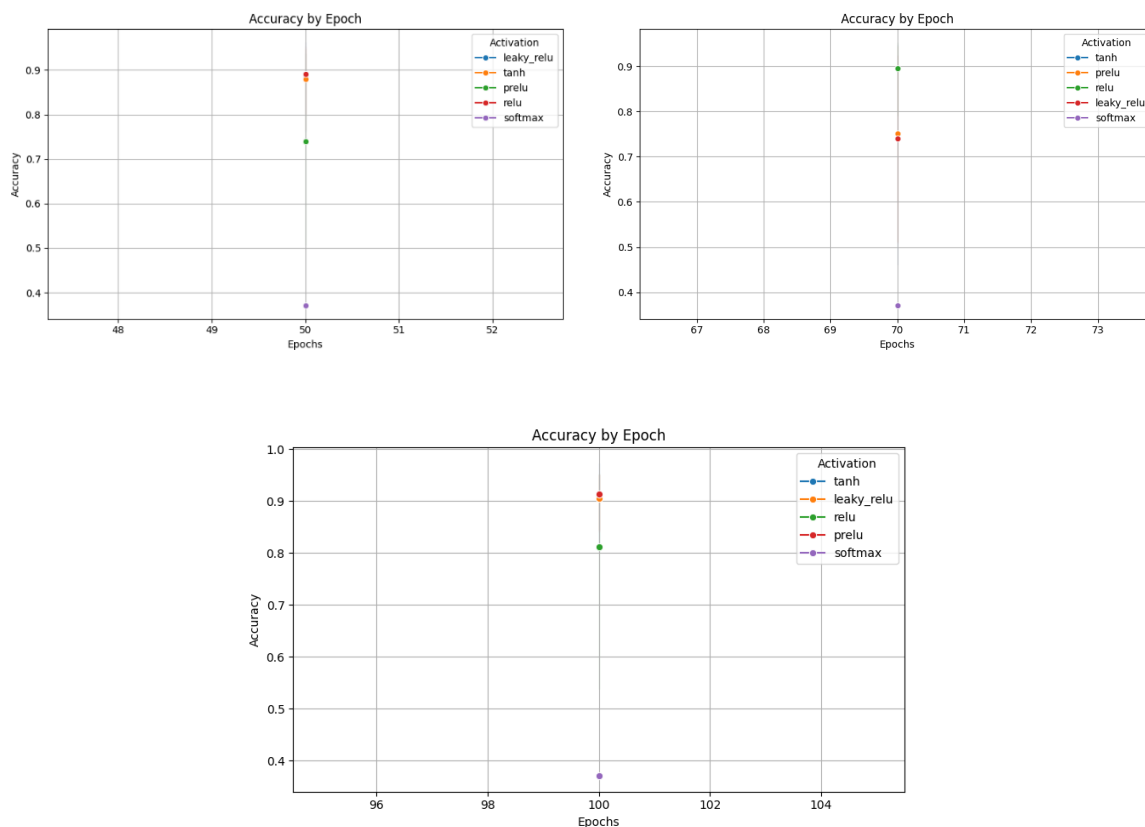 Accuracy by Epoch
Activation
leaky_relu
tanh
prelu
relu
softmax
0.9
0.8
0.7
0.6
0.5
0.4
Accuracy
48 49 50 51 52
Epochs
Accuracy by Epoch
Activation
tanh
prelu
relu
leaky_relu
softmax
0.9
0.8
0.7
0.6
0.5
0.4
Accuracy
67 68 69 70 71 72 73
Epochs
Accuracy by Epoch
Activation
tanh
leaky_relu
relu
prelu
softmax
1.0
0.9
0.8
0.7
0.6
0.5
0.4
Accuracy
96 98 100 102 104
Epochs